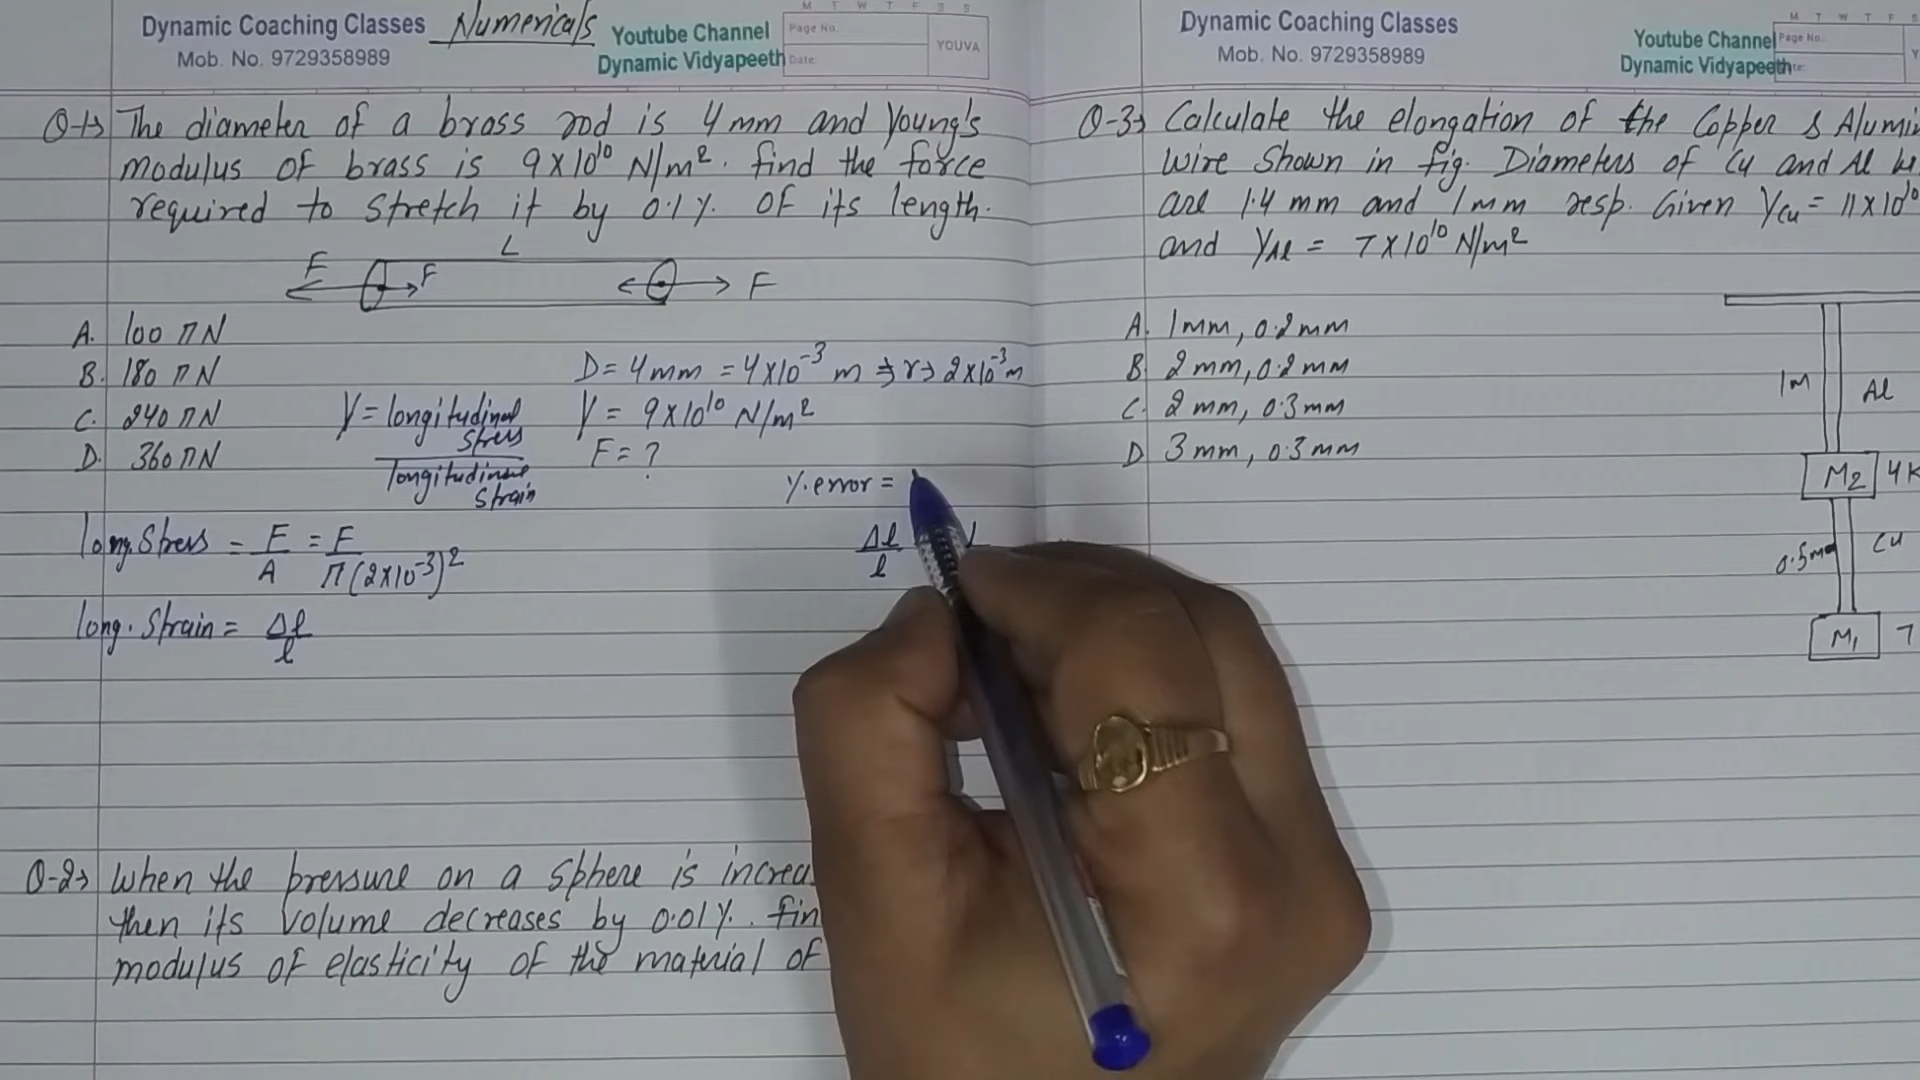 Dynamic Coaching Classes
Mob. No. 9729358989
Numericals
Youtube Channel
Dynamic Vidyapeeth
M T W T F S S
Page No.
Date:
YOUVA
Q-1→ The diameter of a brass rod is 4 mm and Young's
modulus of brass is 9×10¹⁰ N/m². find the force
required to stretch it by 0.1%. Of its length.
L
F F F
A. 100 π N
B. 180 π N
C. 240 π N
D. 360 π N
D = 4 mm = 4×10⁻³ m ⇒ r → 2×10⁻³ m
Y = longitudinal stress / longitudinal strain
Y = 9×10¹⁰ N/m²
F = ?
%.error =
long. Stress = F/A = F/π(2×10⁻³)²
Δl/l
long. Strain = Δl/l
Q-2→ When the pressure on a sphere is
then its volume decreases by 0.01%.
modulus of elasticity of the material of
Dynamic Coaching Classes
Mob. No. 9729358989
Youtube Channel
Dynamic Vidyapeeth
M T W T F
Page No.
Q-3→ Calculate the elongation of the Copper &
wire shown in fig. Diameters of Cu and Al
are 1.4 mm and 1 mm resp. Given Ycu = 11×10¹⁰
and YAl = 7×10¹⁰ N/m²
A. 1 mm, 0.2 mm
B. 2 mm, 0.2 mm
C. 2 mm, 0.3 mm
D. 3 mm, 0.3 mm
1m Al
M₂ 4
0.5m Cu
M₁ 7